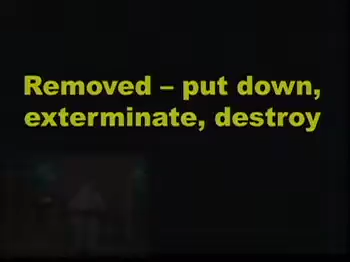 Removed – put down,
exterminate, destroy